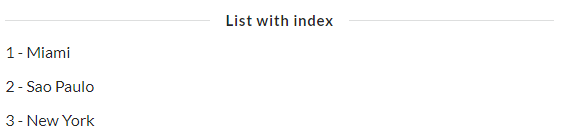 List with index
1 - Miami
2 - Sao Paulo
3 - New York